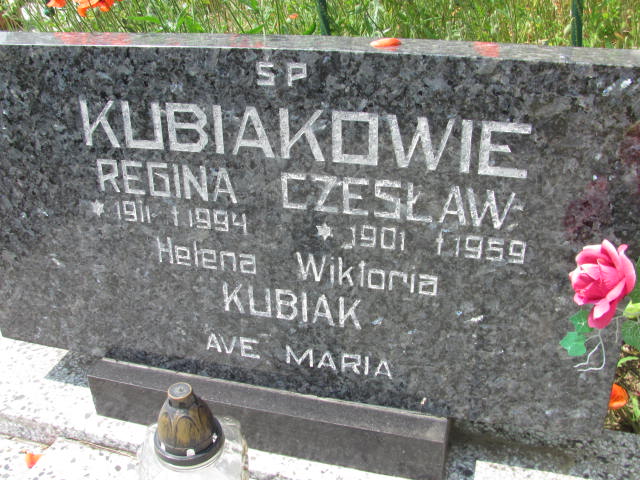 ŚP
KUBIAKOWIE
REGINA CZESŁAW
* 1911 † 1994 * 1901 † 1959
Helena Wiktoria
KUBIAK
AVE MARIA